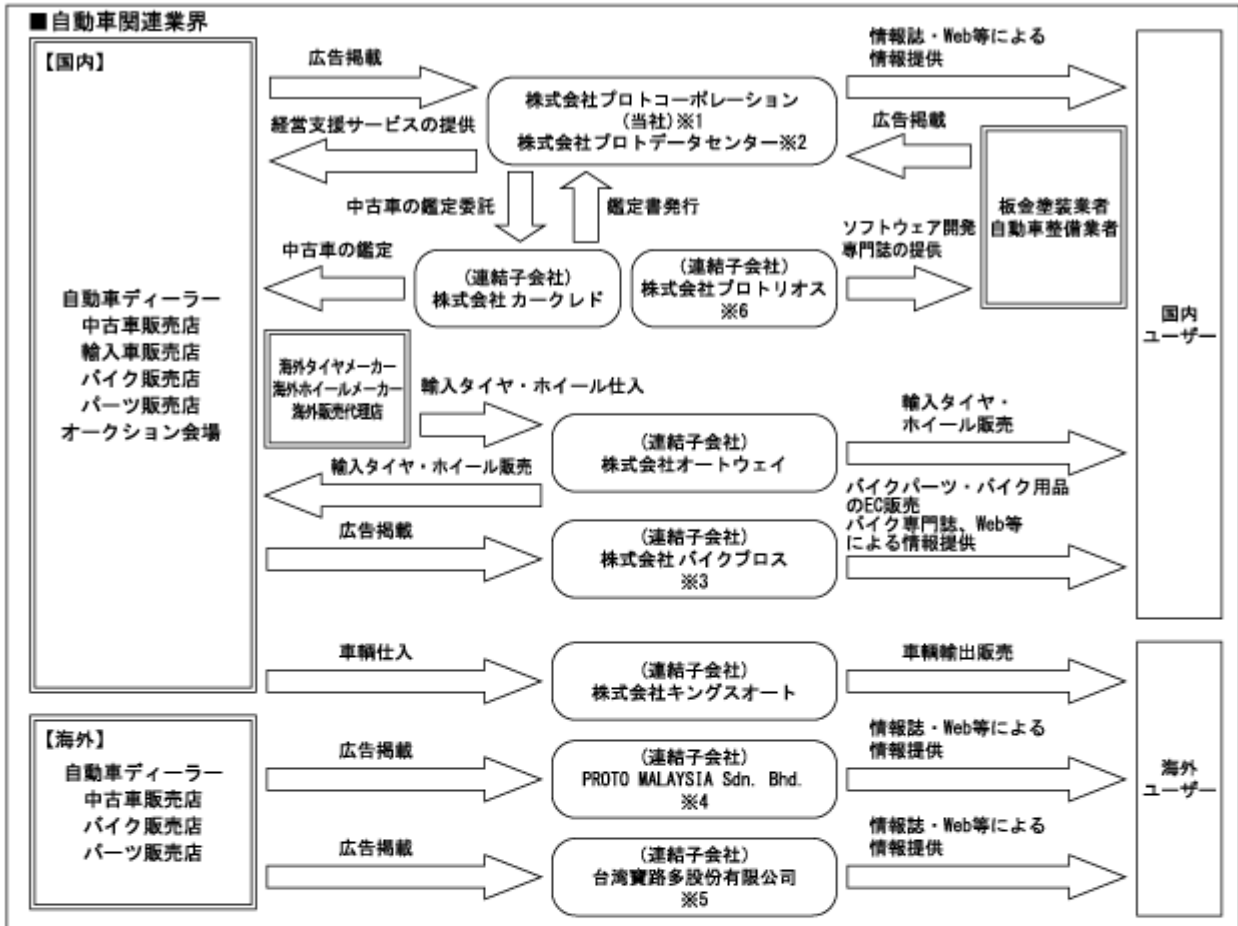 ■自動車関連業界
【国内】
自動車ディーラー
中古車販売店
輸入車販売店
バイク販売店
パーツ販売店
オークション会場
広告掲載
経営支援サービスの提供
株式会社プロトコーポレーション
(当社)※1
株式会社プロトデータセンター※2
情報誌・Web等による
情報提供
広告掲載
板金塗装業者
自動車整備業者
中古車の鑑定委託
鑑定書発行
ソフトウェア開発
専門誌の提供
中古車の鑑定
(連結子会社)
株式会社 カークレド
(連結子会社)
株式会社プロトリオス
※6
国内
ユーザー
海外タイヤメーカー
海外ホイールメーカー
海外販売代理店
輸入タイヤ・ホイール仕入
輸入タイヤ・ホイール販売
(連結子会社)
株式会社オートウェイ
輸入タイヤ・
ホイール販売
広告掲載
(連結子会社)
株式会社 バイクブロス
※3
バイクパーツ・バイク用品
のEC販売
バイク専門誌、Web等
による情報提供
車輌仕入
(連結子会社)
株式会社キングスオート
車輌輸出販売
【海外】
自動車ディーラー
中古車販売店
バイク販売店
パーツ販売店
広告掲載
(連結子会社)
PROTO MALAYSIA Sdn. Bhd.
※4
情報誌・Web等による
情報提供
海外
ユーザー
広告掲載
(連結子会社)
台湾寶路多股份有限公司
※5
情報誌・Web等による
情報提供